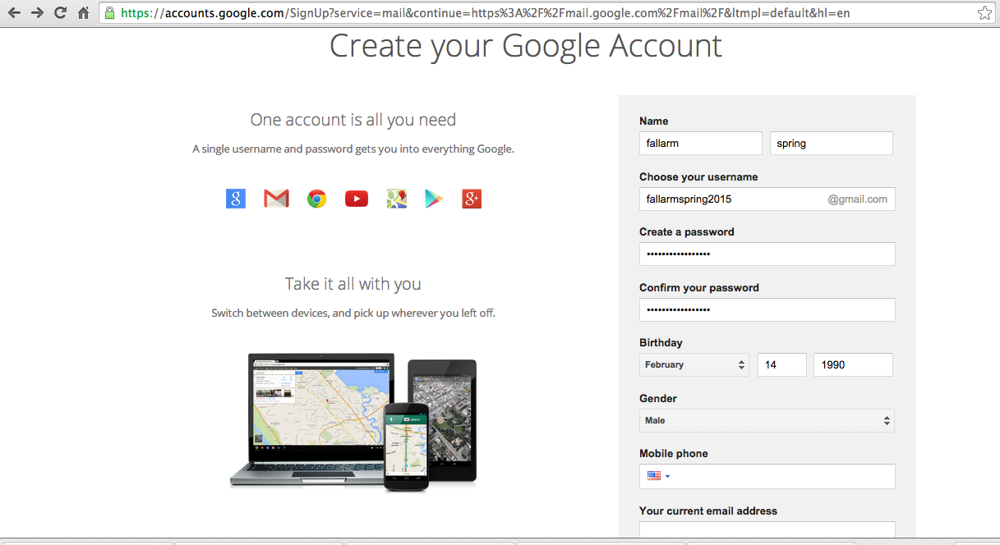 https://accounts.google.com/SignUp?service=mail&continue=https%3A%2F%2Fmail.google.com%2Fmail%2F&ltmpl=default&hl=en
Create your Google Account
One account is all you need
A single username and password gets you into everything Google.
Take it all with you
Switch between devices, and pick up wherever you left off.
Name
fallarm spring
Choose your username
fallarmspring2015 @gmail.com
Create a password
•••••••••••••••••
Confirm your password
•••••••••••••••••
Birthday
February 14 1990
Gender
Male
Mobile phone
Your current email address